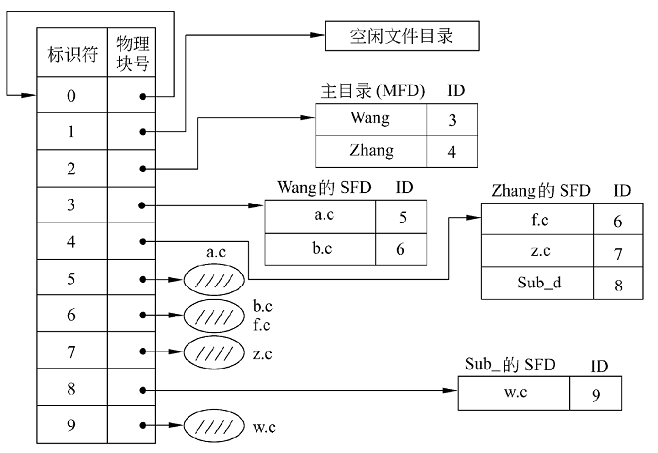 标识符 物理块号
空闲文件目录
0
1
主目录(MFD) ID
Wang 3
Zhang 4
2
3
Wang的 SFD ID
a.c 5
b.c 6
Zhang的 SFD ID
f.c 6
z.c 7
Sub_d 8
4
a.c
5
6
b.c
f.c
7
z.c
8
Sub_的 SFD ID
w.c 9
9
w.c